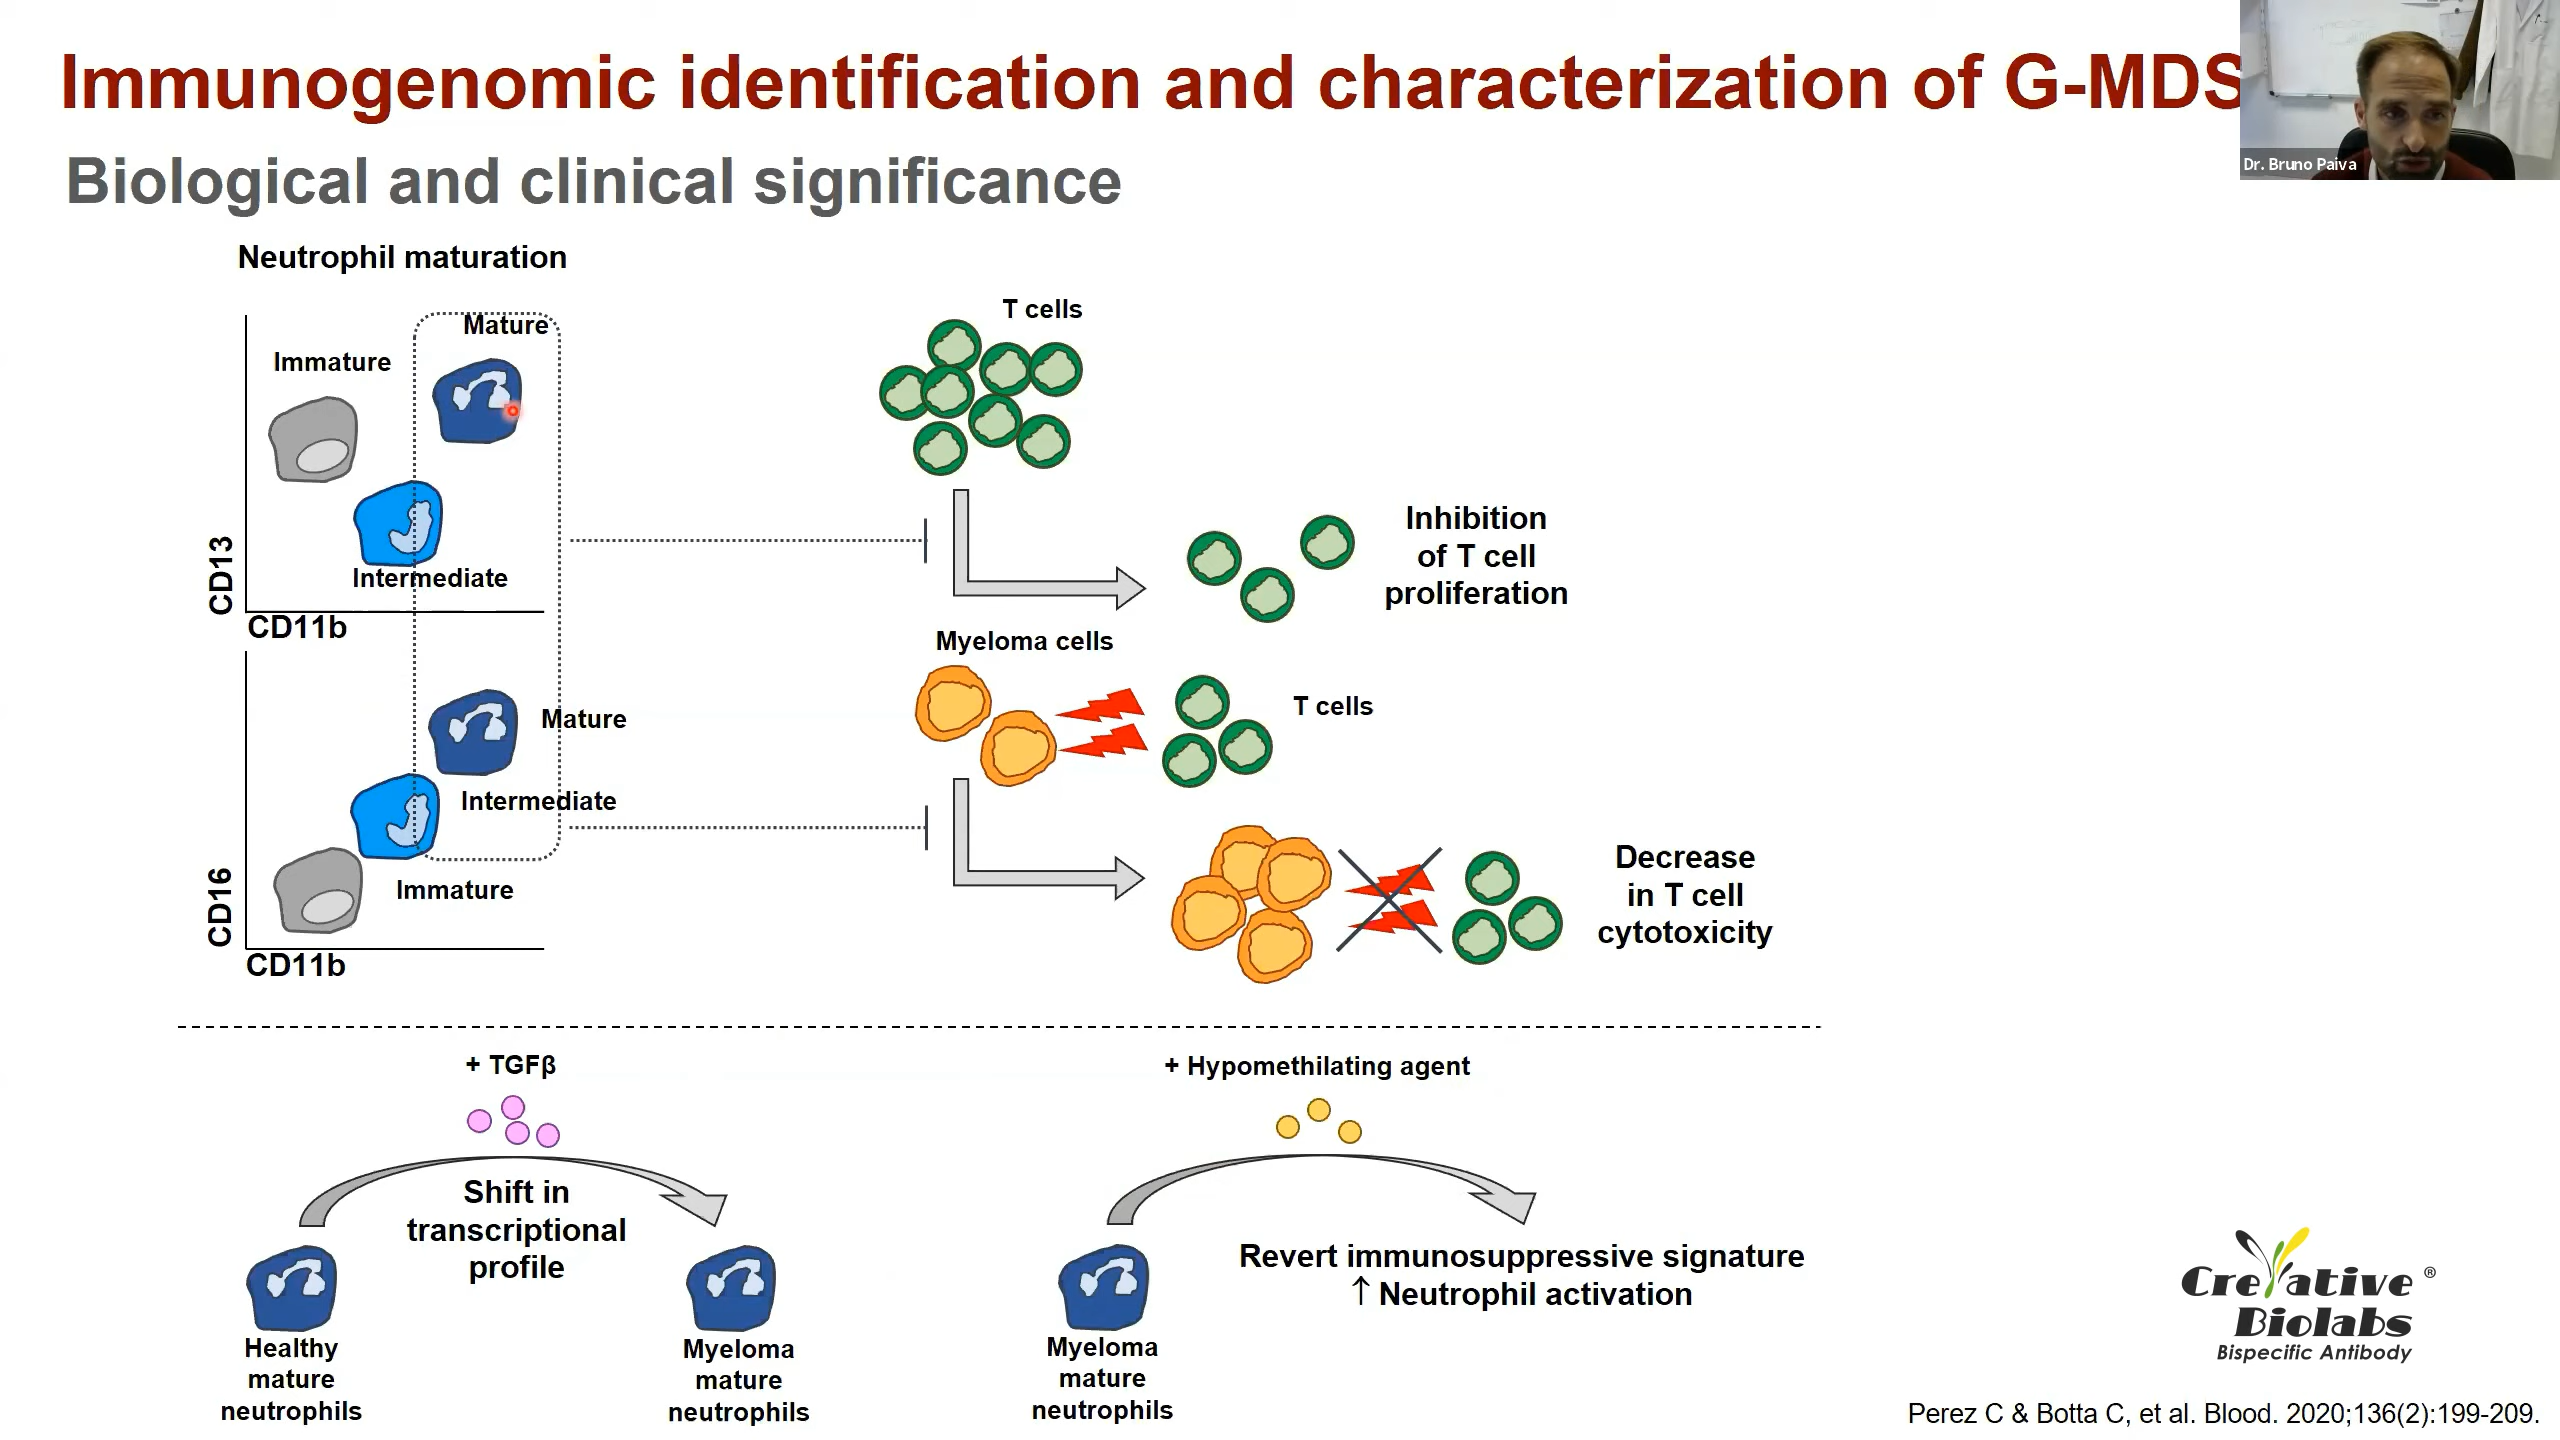 Immunogenomic identification and characterization of G-MDS
Dr. Bruno Paiva
Biological and clinical significance
Neutrophil maturation
Mature
Immature
Intermediate
CD13
CD11b
Mature
Intermediate
Immature
CD16
CD11b
T cells
Inhibition
of T cell
proliferation
Myeloma cells
T cells
Decrease
in T cell
cytotoxicity
+ TGFβ
Shift in
transcriptional
profile
Healthy
mature
neutrophils
Myeloma
mature
neutrophils
+ Hypomethilating agent
Revert immunosuppressive signature
↑ Neutrophil activation
Myeloma
mature
neutrophils
Creative ®
Biolabs
Bispecific Antibody
Perez C & Botta C, et al. Blood. 2020;136(2):199-209.